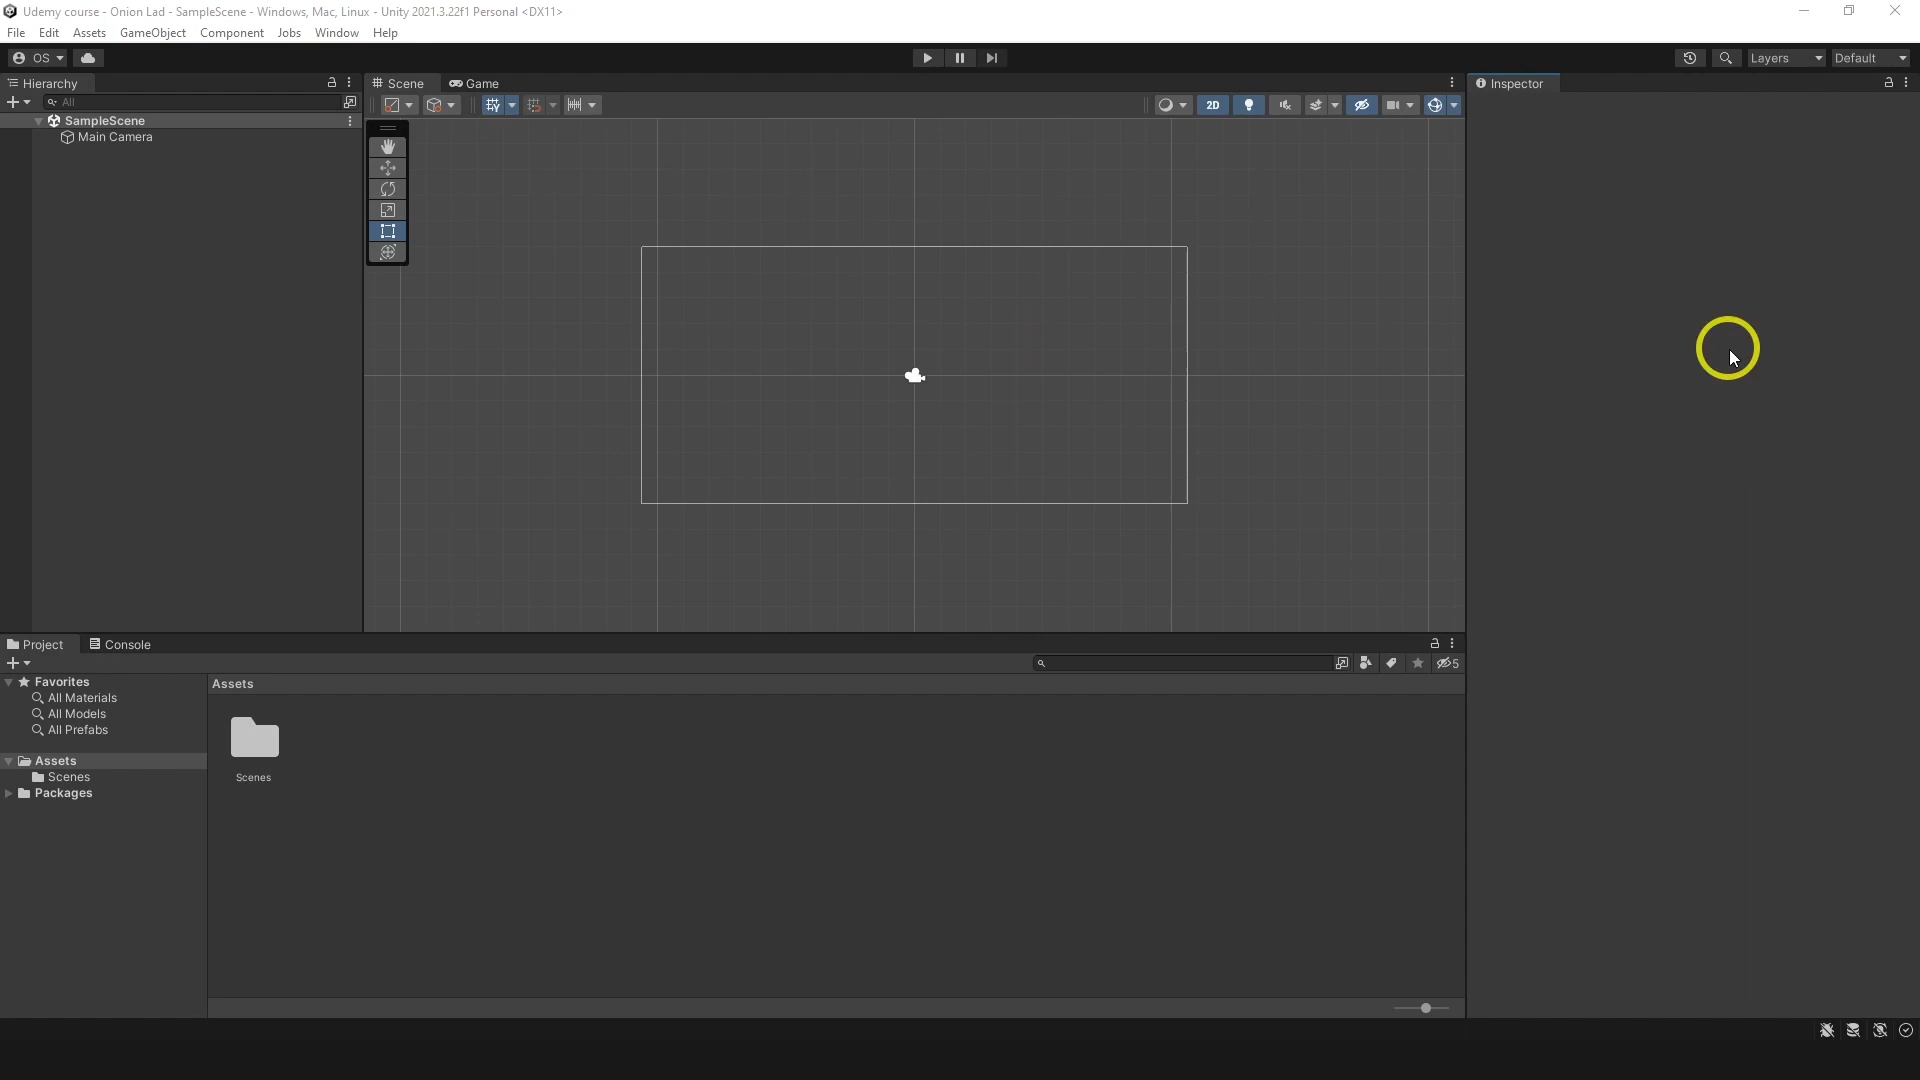 Udemy course - Onion Lad - SampleScene - Windows, Mac, Linux - Unity 2021.3.22f1 Personal <DX11>
File Edit Assets GameObject Component Jobs Window Help
OS Layers Default
Hierarchy Scene Game Inspector
All
2D
SampleScene
Main Camera
Project Console
5
Favorites
All Materials
All Models
All Prefabs
Assets
Scenes
Packages
Assets
Scenes